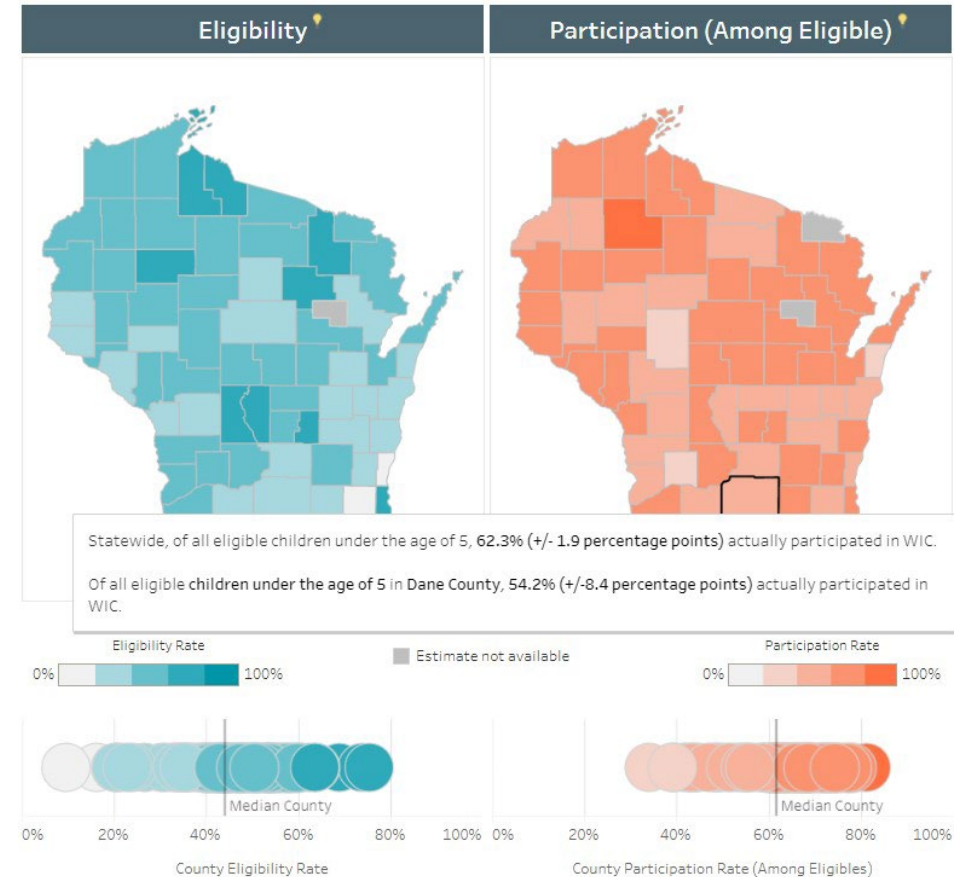 Eligibility
Participation (Among Eligible)
Statewide, of all eligible children under the age of 5, 62.3% (+/- 1.9 percentage points) actually participated in WIC.
Of all eligible children under the age of 5 in Dane County, 54.2% (+/-8.4 percentage points) actually participated in
WIC.
Eligibility Rate
0% 100%
Estimate not available
Participation Rate
0% 100%
Median County
0% 20% 40% 60% 80% 100%
County Eligibility Rate
Median County
0% 20% 40% 60% 80% 100%
County Participation Rate (Among Eligibles)